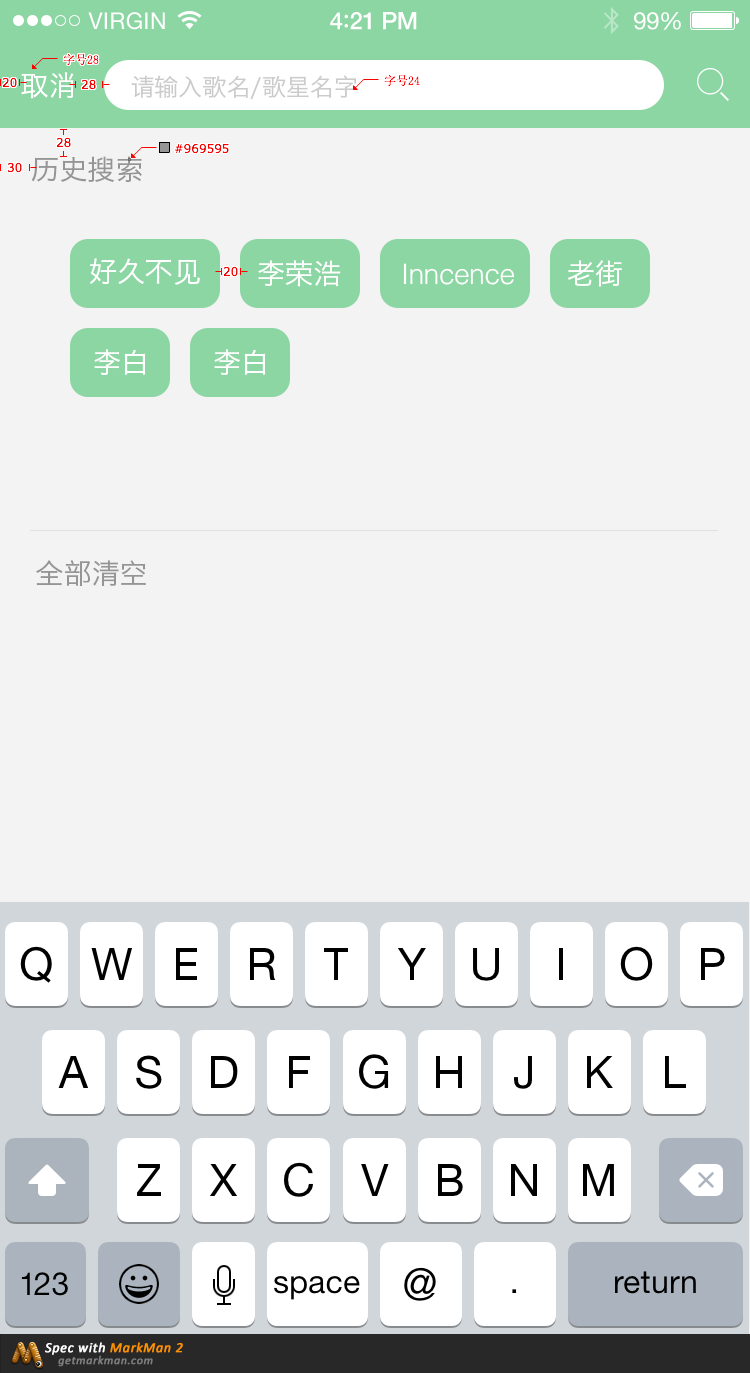 VIRGIN 4:21 PM 99%
字号28
20 取消 28 请输入歌名/歌星名字 字号24
28
#969595
30 历史搜索
好久不见 20 李荣浩 Inncence 老街
李白 李白
全部清空
Q W E R T Y U I O P
A S D F G H J K L
Z X C V B N M
123 space @ . return
Spec with MarkMan 2
getmarkman.com